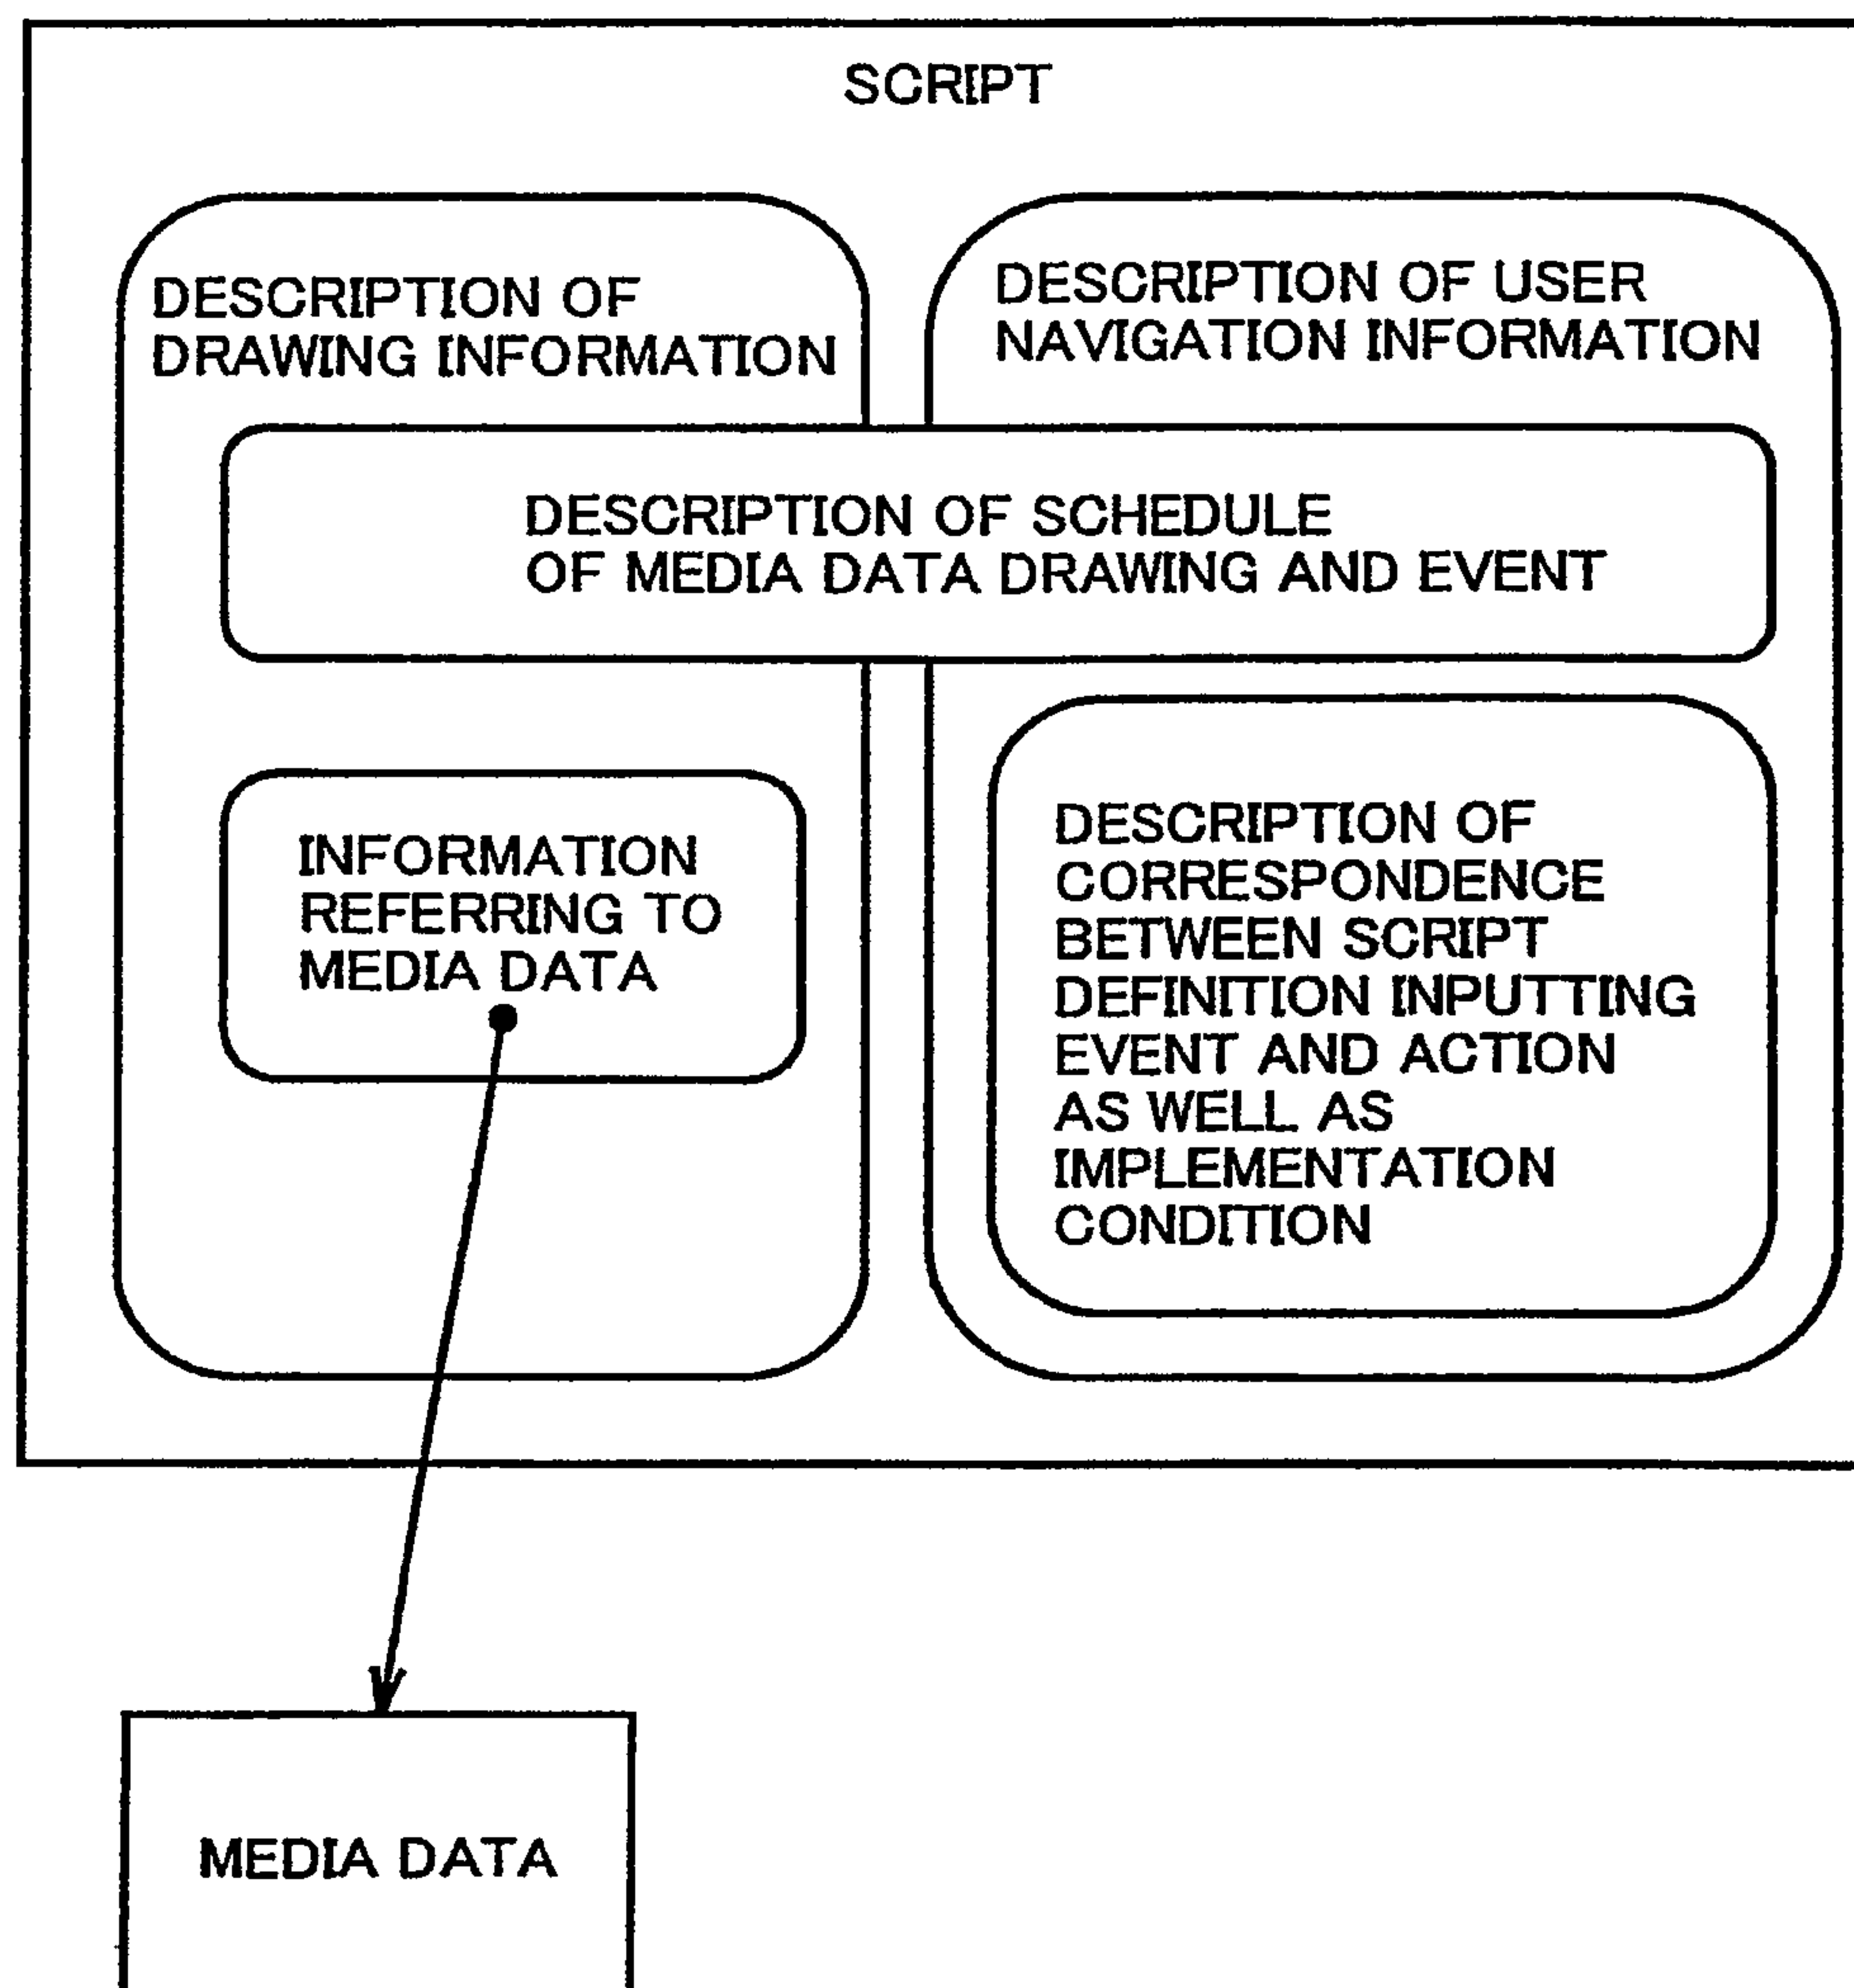 SCRIPT
DESCRIPTION OF
DRAWING INFORMATION
DESCRIPTION OF USER
NAVIGATION INFORMATION
DESCRIPTION OF SCHEDULE
OF MEDIA DATA DRAWING AND EVENT
INFORMATION
REFERRING TO
MEDIA DATA
DESCRIPTION OF
CORRESPONDENCE
BETWEEN SCRIPT
DEFINITION INPUTTING
EVENT AND ACTION
AS WELL AS
IMPLEMENTATION
CONDITION
MEDIA DATA